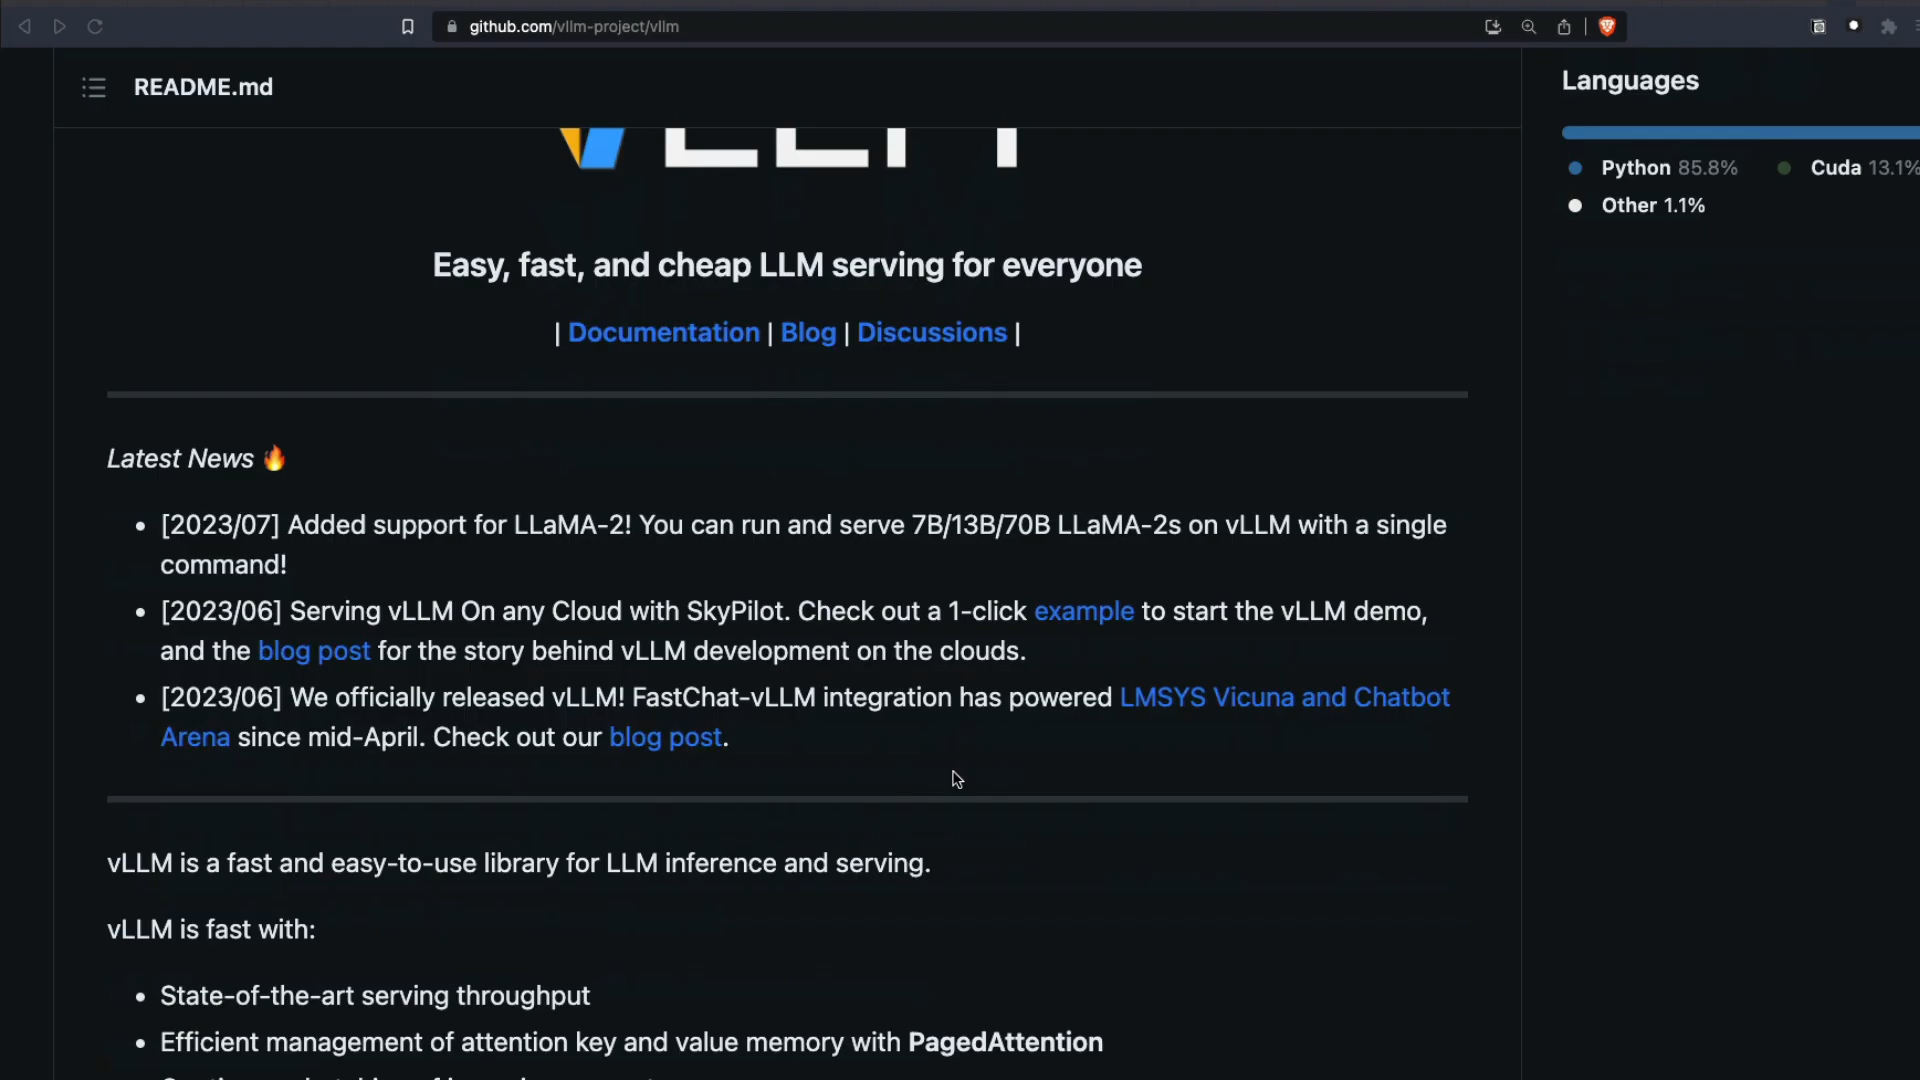 github.com/vllm-project/vllm
README.md
Languages
Python 85.8% Cuda 13.1%
Other 1.1%
Easy, fast, and cheap LLM serving for everyone
| Documentation | Blog | Discussions |
Latest News 🔥
• [2023/07] Added support for LLaMA-2! You can run and serve 7B/13B/70B LLaMA-2s on vLLM with a single
command!
• [2023/06] Serving vLLM On any Cloud with SkyPilot. Check out a 1-click example to start the vLLM demo,
and the blog post for the story behind vLLM development on the clouds.
• [2023/06] We officially released vLLM! FastChat-vLLM integration has powered LMSYS Vicuna and Chatbot
Arena since mid-April. Check out our blog post.
vLLM is a fast and easy-to-use library for LLM inference and serving.
vLLM is fast with:
• State-of-the-art serving throughput
• Efficient management of attention key and value memory with PagedAttention